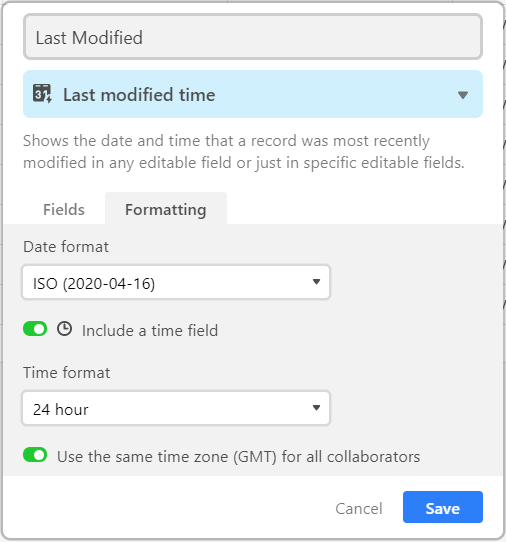 Last Modified
31 Last modified time
Shows the date and time that a record was most recently
modified in any editable field or just in specific editable fields.
Fields Formatting
Date format
ISO (2020-04-16)
Include a time field
Time format
24 hour
Use the same time zone (GMT) for all collaborators
Cancel Save